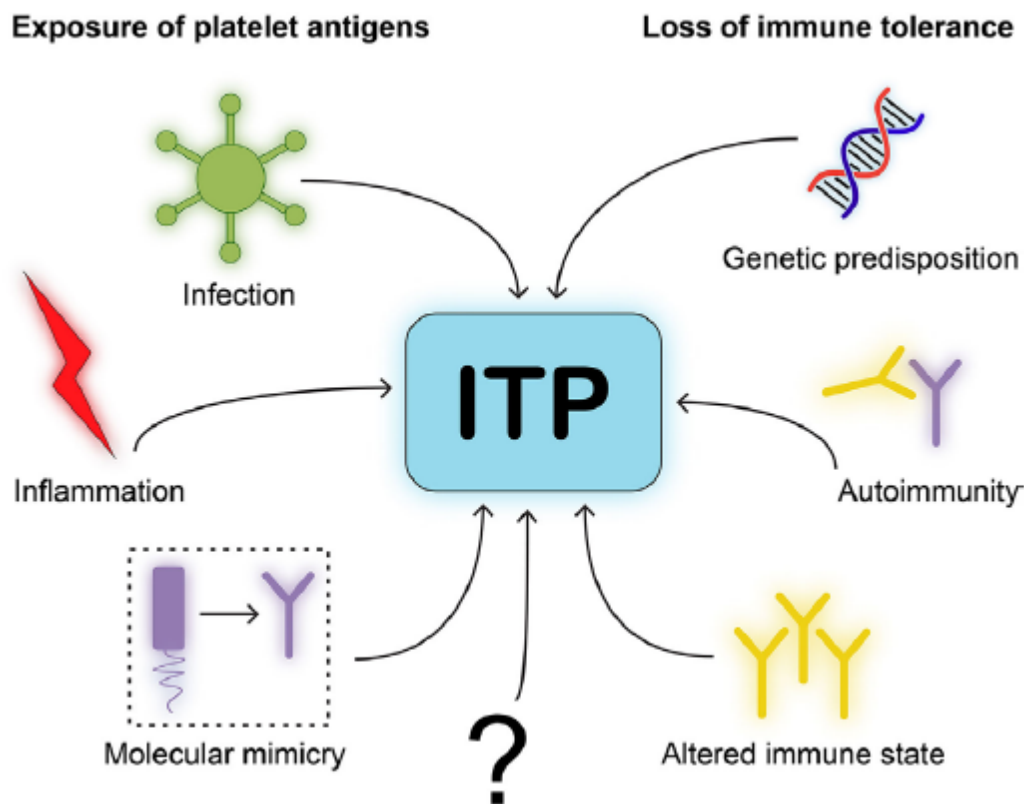 Exposure of platelet antigens
Loss of immune tolerance
Infection
Genetic predisposition
ITP
Inflammation
Autoimmunity
Molecular mimicry
?
Altered immune state